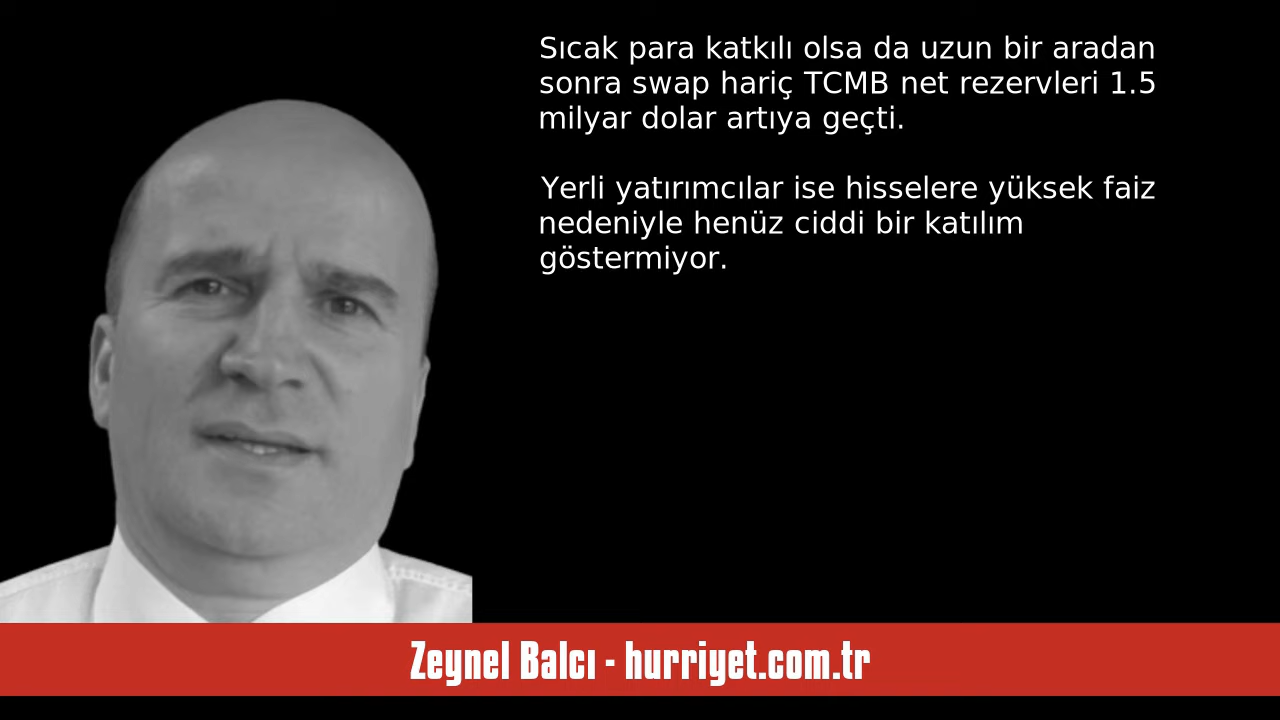 Sıcak para katkılı olsa da uzun bir aradan
sonra swap hariç TCMB net rezervleri 1.5
milyar dolar artıya geçti.
Yerli yatırımcılar ise hisselere yüksek faiz
nedeniyle henüz ciddi bir katılım
göstermiyor.
Zeynel Balcı - hurriyet.com.tr